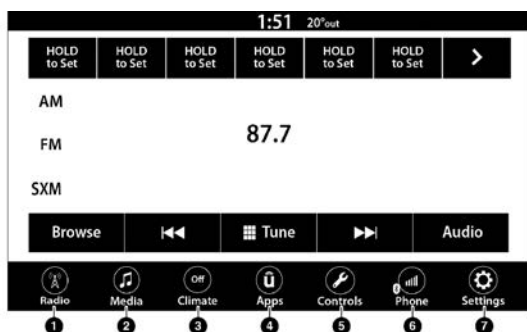 1:51 20°out
HOLD to Set HOLD to Set HOLD to Set HOLD to Set HOLD to Set HOLD to Set
AM
87.7
FM
SXM
Browse Tune Audio
Off û
Radio Media Climate Apps Controls Phone Settings
1 2 3 4 5 6 7